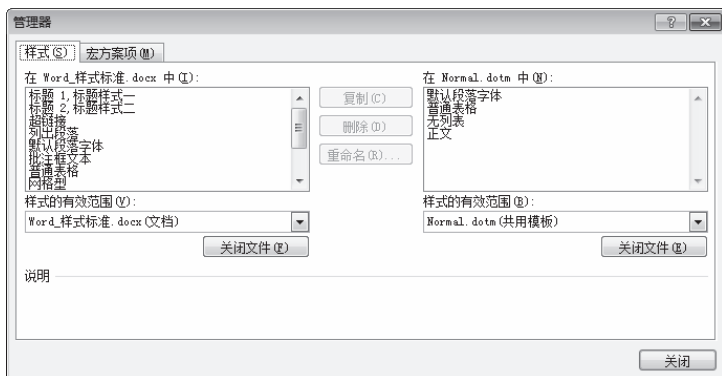 管理器
样式(S) 宏方案项(M)
在 Word_样式标准.docx 中(I):
标题 1,标题样式一
标题 2,标题样式二
超链接
列出段落
默认段落字体
批注框文本
普通表格
网格型
样式的有效范围(V):
Word_样式标准.docx(文档)
关闭文件(F)
复制(C)
删除(D)
重命名(R)...
在 Normal.dotm 中(N):
默认段落字体
普通表格
无列表
正文
样式的有效范围(B):
Normal.dotm(共用模板)
关闭文件(E)
说明
关闭